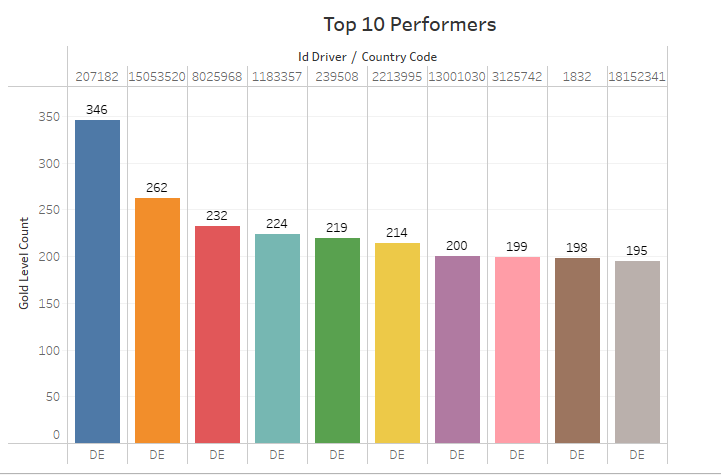 Top 10 Performers
Id Driver / Country Code
207182 15053520 8025968 1183357 239508 2213995 13001030 3125742 1832 18152341
Gold Level Count
350
300
250
200
150
100
50
0
346 262 232 224 219 214 200 199 198 195
DE DE DE DE DE DE DE DE DE DE